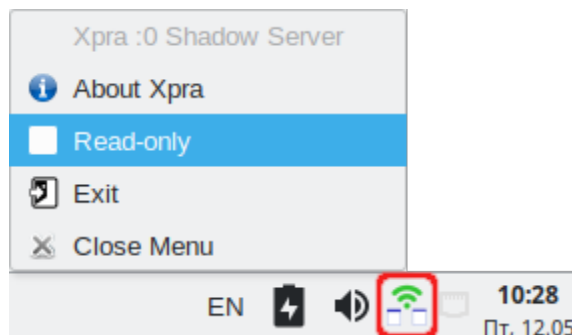 Xpra :0 Shadow Server
About Xpra
Read-only
Exit
Close Menu
EN
10:28
Пт, 12.05